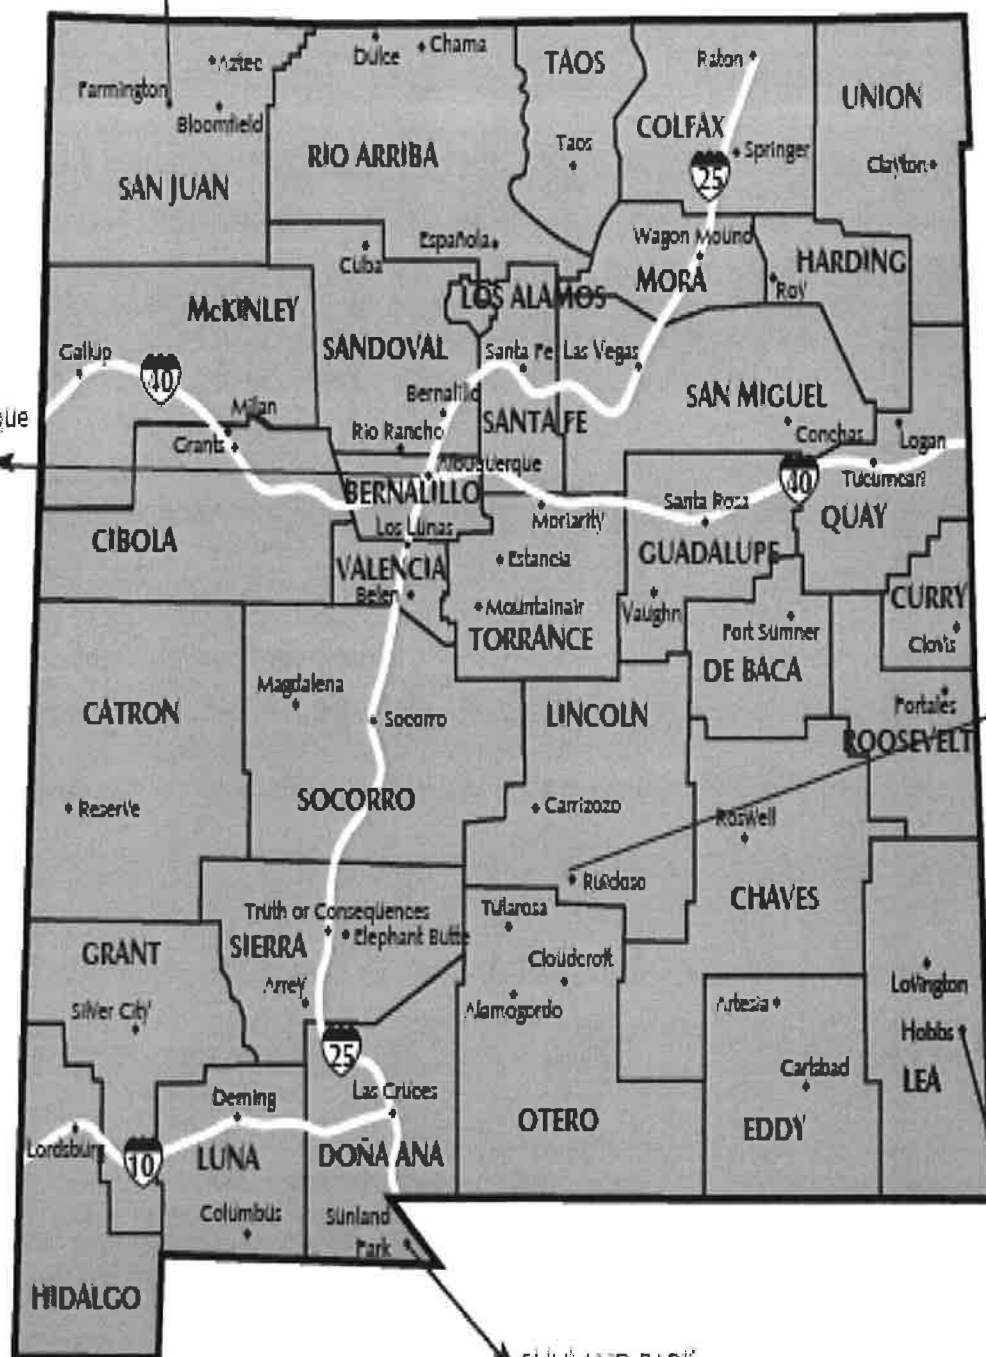 Aztec
Dulce
Chama
TAOS
Raton
Farmington
UNION
Bloomfield
COLFAX
Taos
Springer
RIO ARRIBA
Clayton
25
SAN JUAN
Española
Wagon Mound
Cuba
HARDING
MORA
Roy
LOS ALAMOS
McKINLEY
SANDOVAL
Gallup
Santa Fe
Las Vegas
40
Bernalillo
SAN MIGUEL
Milan
SANTA FE
que
Rio Rancho
Conchas
Logan
Grants
Albuquerque
Tucumcari
40
BERNALILLO
Santa Rosa
Moriarity
QUAY
Los Lunas
CIBOLA
GUADALUPE
Estancia
VALENCIA
Belen
CURRY
Mountainair
Vaughn
Fort Sumner
TORRANCE
Clovis
DE BACA
Magdalena
Portales
CATRON
Socorro
LINCOLN
ROOSEVELT
SOCORRO
Reserve
Carrizozo
Roswell
Ruidoso
CHAVES
Tularosa
Truth or Consequences
Elephant Butte
SIERRA
GRANT
Cloudcroft
Arrey
Lovington
Silver City
Alamogordo
Artesia
Hobbs
25
Carlsbad
LEA
Deming
Las Cruces
OTERO
EDDY
Lordsburg
10
LUNA
DOÑA ANA
Columbus
Sunland
Park
HIDALGO